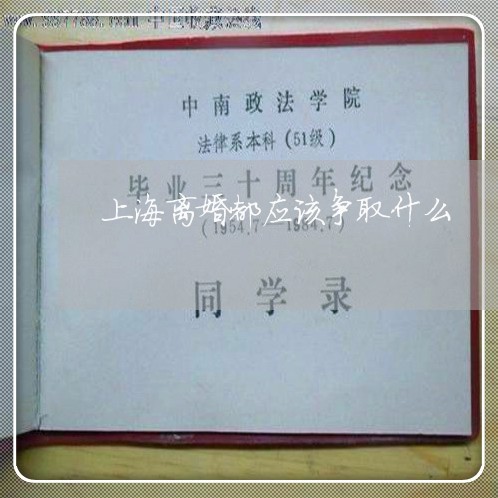 中南政法学院
法律系本科(51级)
毕业三十周年纪念
上海离婚都应该争取什么
(1954.7—1984.7)
同学录